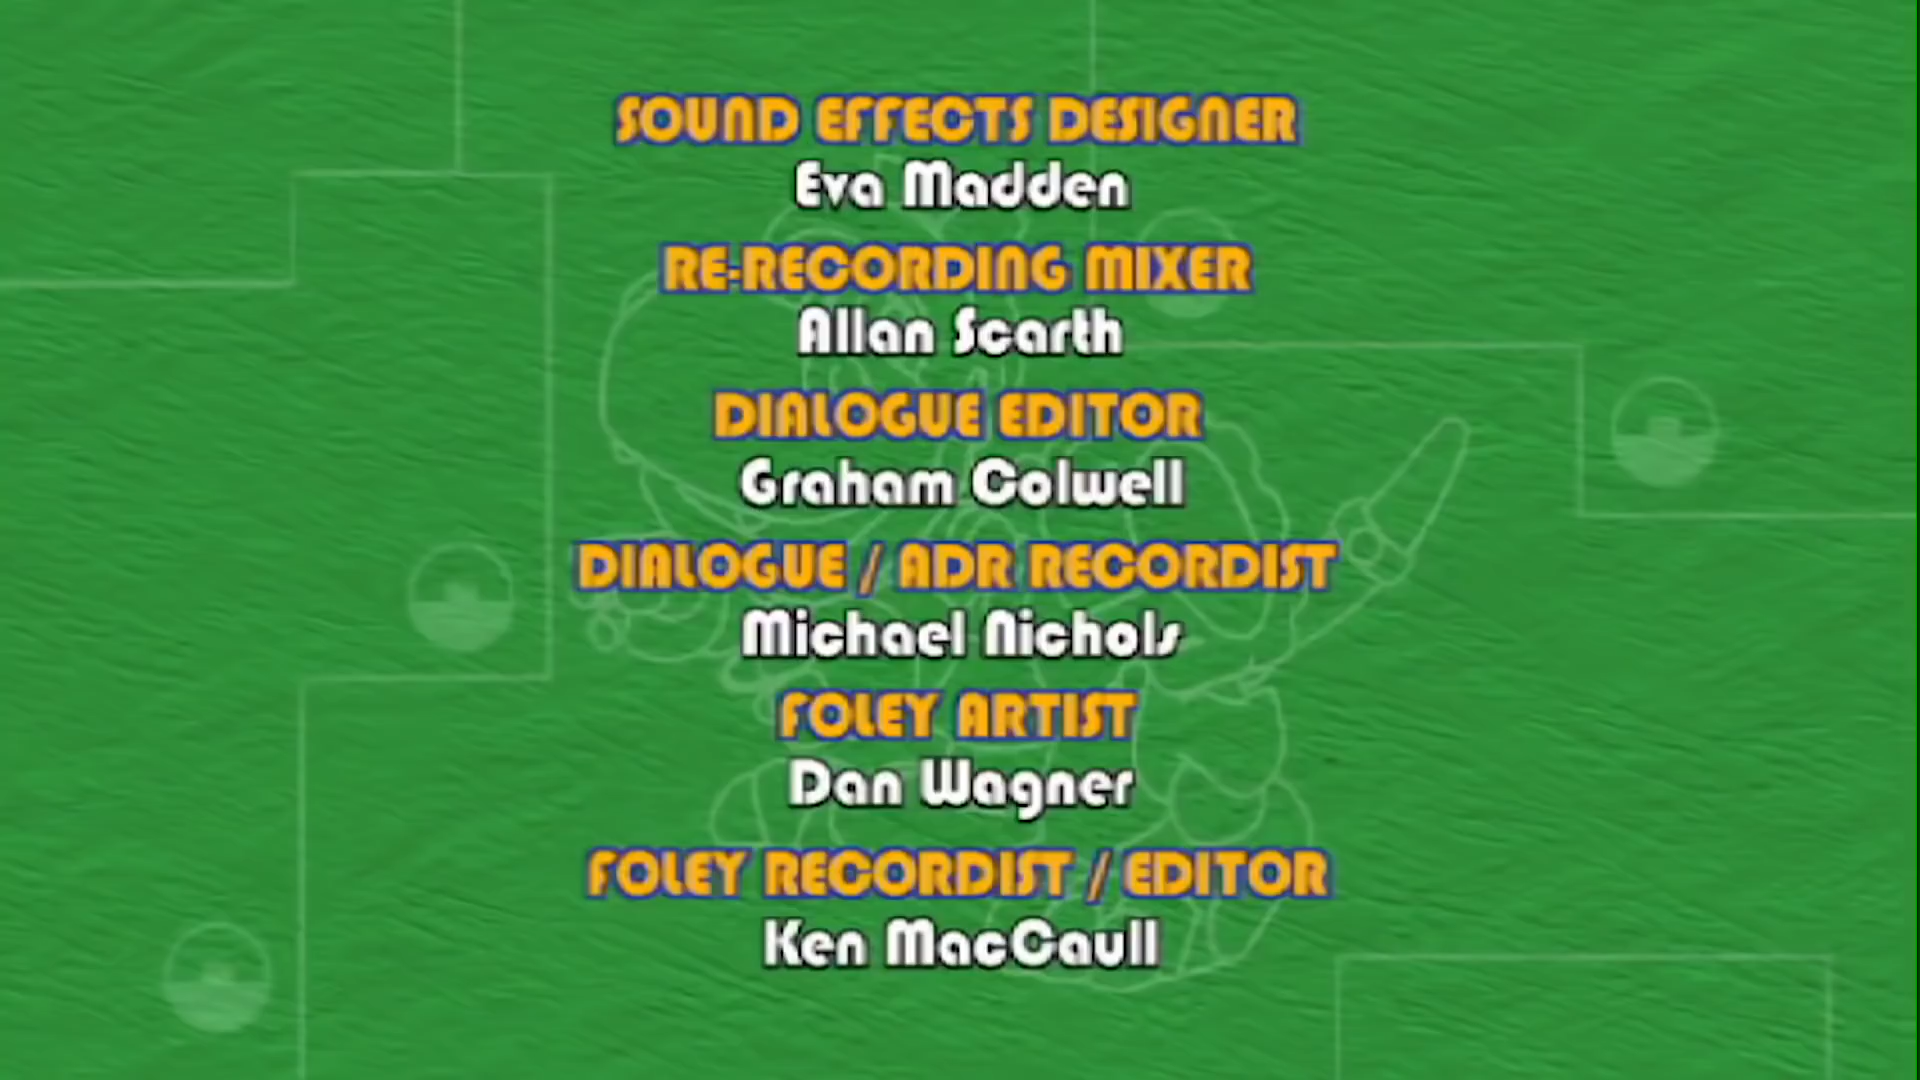 SOUND EFFECTS DESIGNER
Eva Madden
RE-RECORDING MIXER
Allan Scarth
DIALOGUE EDITOR
Graham Colwell
DIALOGUE / ADR RECORDIST
Michael Nichols
FOLEY ARTIST
Dan Wagner
FOLEY RECORDIST / EDITOR
Ken MacCaull